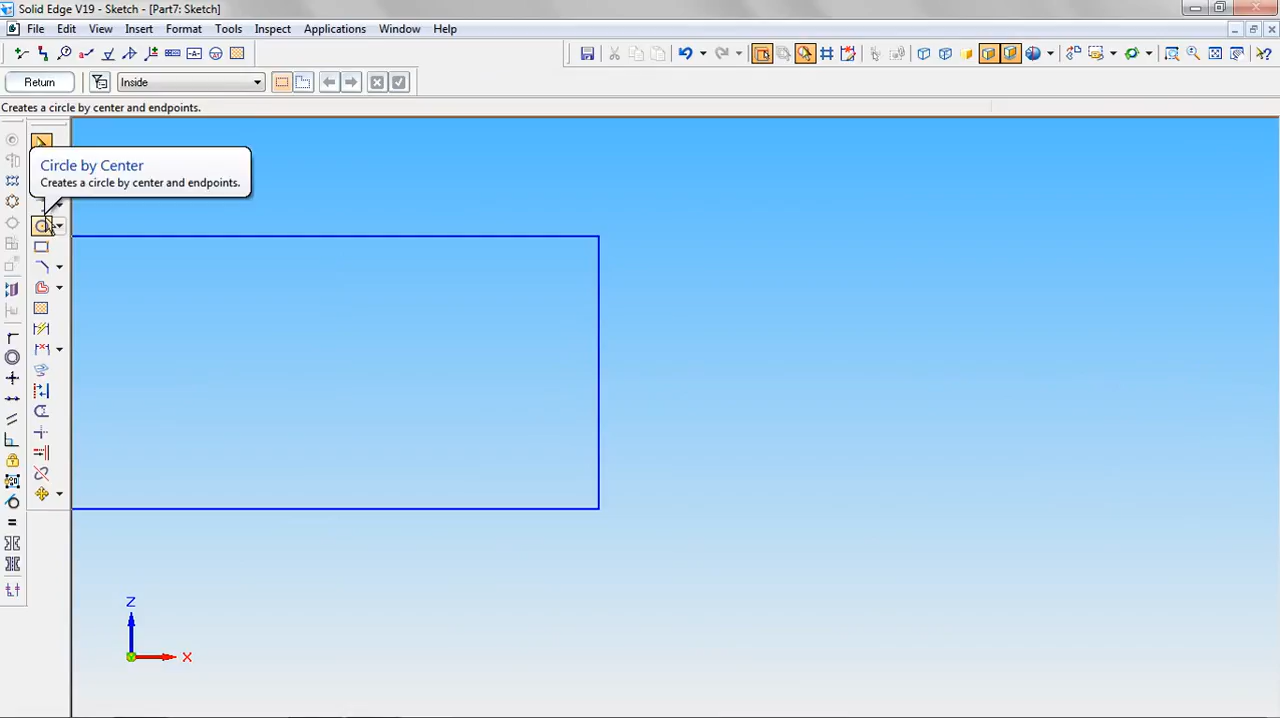 Solid Edge V19 - Sketch - [Part7: Sketch]
File Edit View Insert Format Tools Inspect Applications Window Help
Return Inside
Creates a circle by center and endpoints.
Circle by Center
Creates a circle by center and endpoints.
Z
X